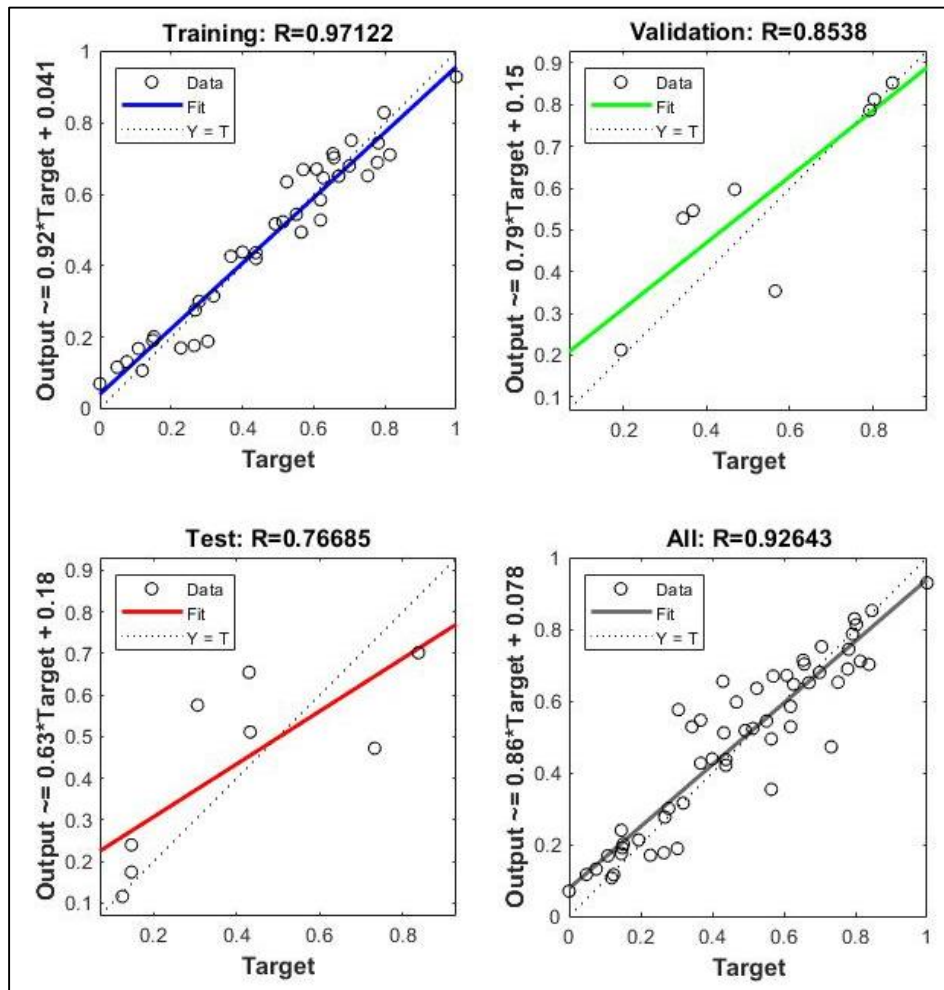 Training: R=0.97122
Output ~= 0.92*Target + 0.041
1
0.8
0.6
0.4
0.2
0
Data
Fit
Y = T
0 0.2 0.4 0.6 0.8 1
Target
Validation: R=0.8538
Output ~= 0.79*Target + 0.15
0.9
0.8
0.7
0.6
0.5
0.4
0.3
0.2
0.1
Data
Fit
Y = T
0.2 0.4 0.6 0.8
Target
Test: R=0.76685
Output ~= 0.63*Target + 0.18
0.9
0.8
0.7
0.6
0.5
0.4
0.3
0.2
0.1
Data
Fit
Y = T
0.2 0.4 0.6 0.8
Target
All: R=0.92643
Output ~= 0.86*Target + 0.078
1
0.8
0.6
0.4
0.2
0
Data
Fit
Y = T
0 0.2 0.4 0.6 0.8 1
Target